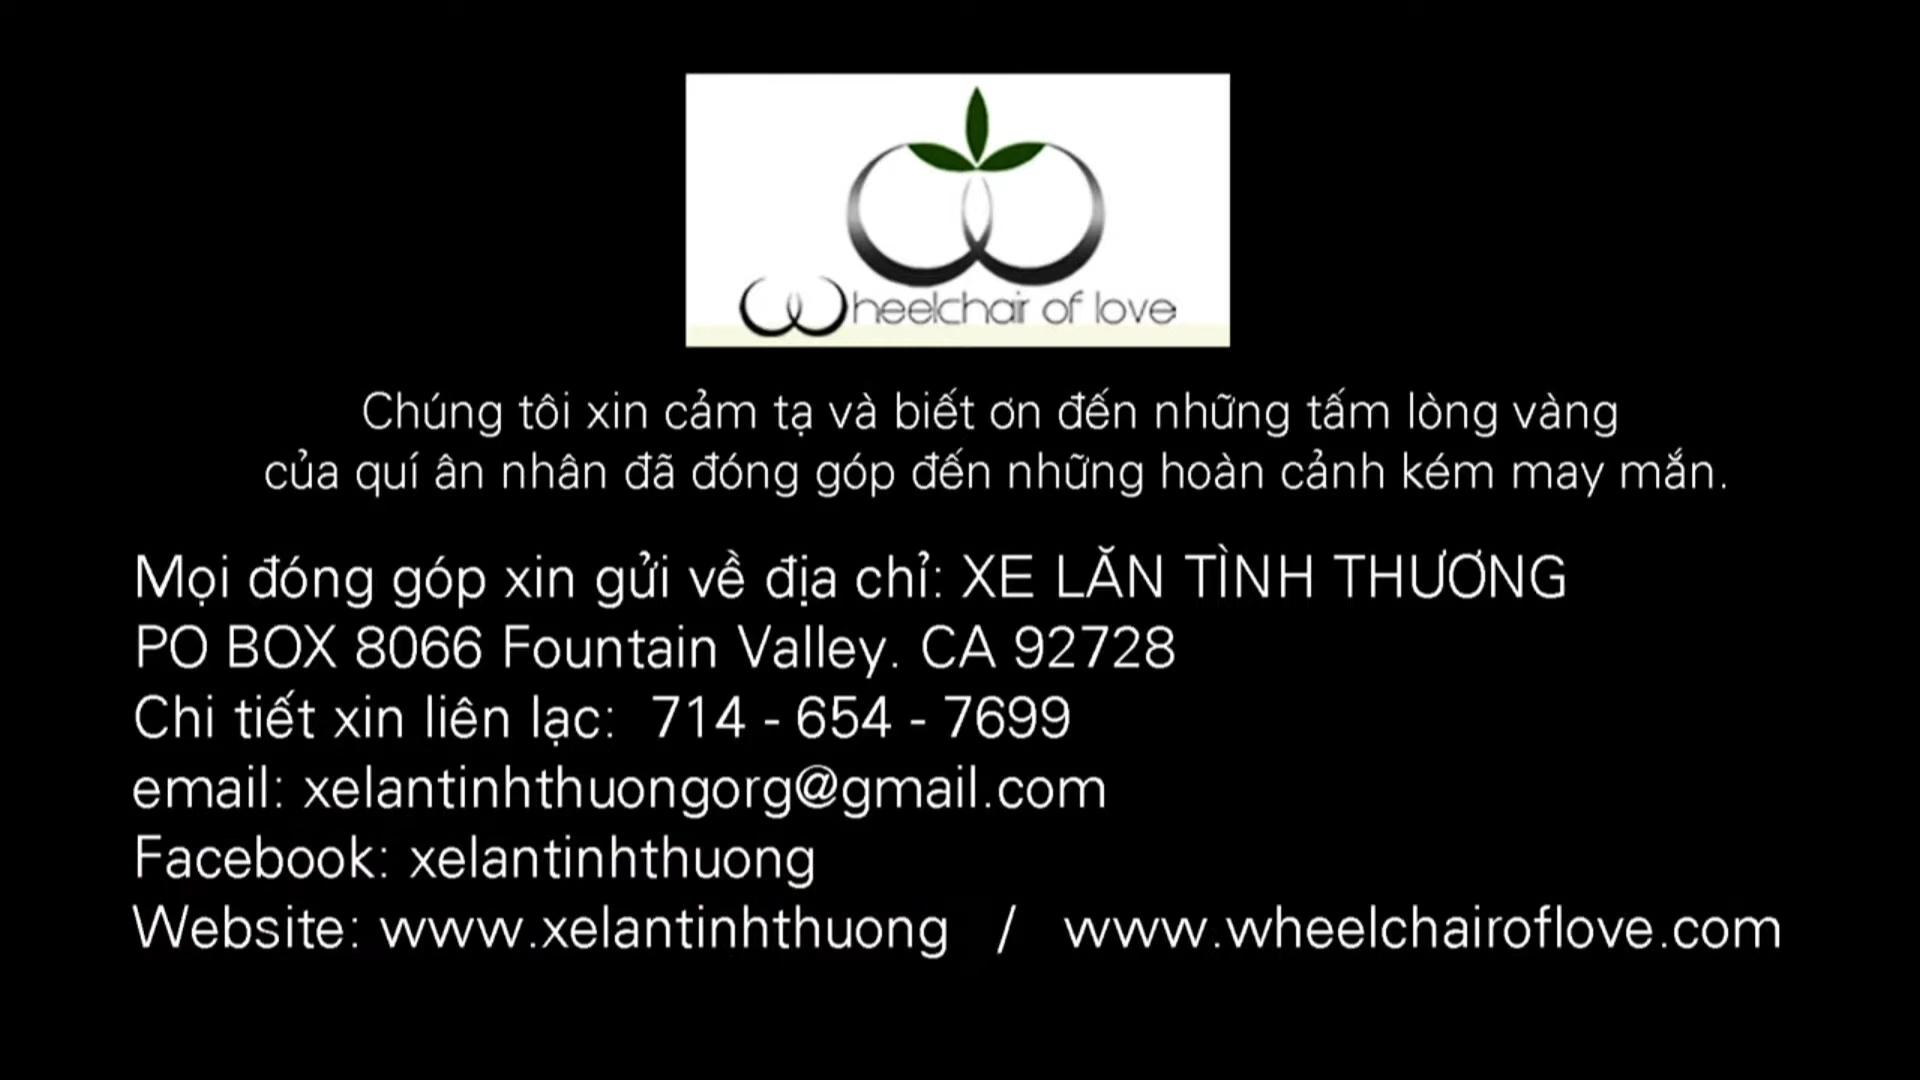 Wheelchair of love
Chúng tôi xin cảm tạ và biết ơn đến những tấm lòng vàng
của quí ân nhân đã đóng góp đến những hoàn cảnh kém may mắn.
Mọi đóng góp xin gửi về địa chỉ: XE LĂN TÌNH THƯƠNG
PO BOX 8066 Fountain Valley. CA 92728
Chi tiết xin liên lạc: 714 - 654 - 7699
email: xelantinhthuongorg@gmail.com
Facebook: xelantinhthuong
Website: www.xelantinhthuong / www.wheelchairoflove.com